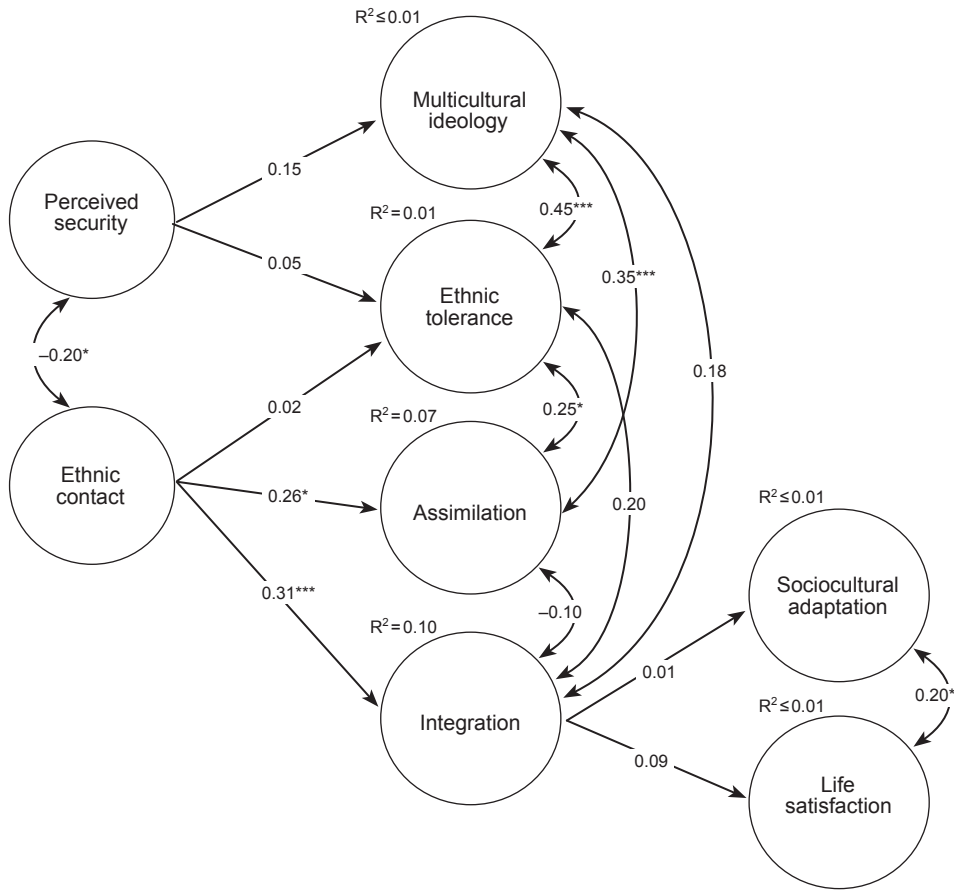 R²≤0.01
Multicultural
ideology
0.15
Perceived
security
0.45***
R²=0.01
0.05
0.35***
Ethnic
tolerance
–0.20*
0.18
0.02
0.25*
R²=0.07
Ethnic
contact
0.26*
Assimilation
0.20
R²≤0.01
Sociocultural
adaptation
0.31***
–0.10
R²=0.10
0.01
0.20*
R²≤0.01
Integration
0.09
Life
satisfaction